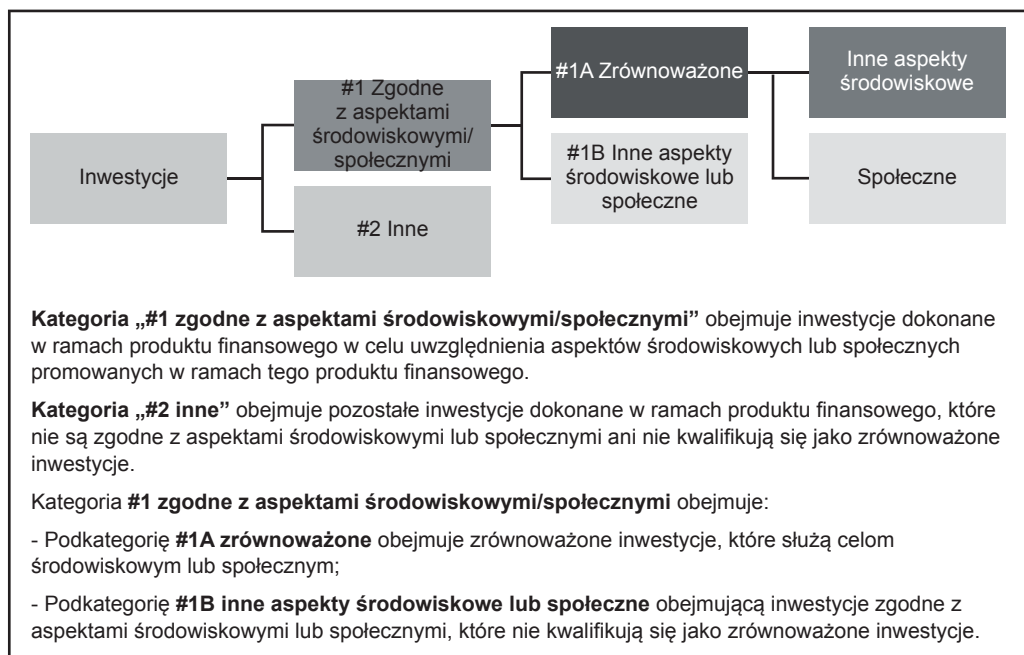 Inwestycje
#1 Zgodne
z aspektami
środowiskowymi/
społecznymi
#2 Inne
#1A Zrównoważone
#1B Inne aspekty
środowiskowe lub
społeczne
Inne aspekty
środowiskowe
Społeczne
Kategoria „#1 zgodne z aspektami środowiskowymi/społecznymi” obejmuje inwestycje dokonane
w ramach produktu finansowego w celu uwzględnienia aspektów środowiskowych lub społecznych
promowanych w ramach tego produktu finansowego.
Kategoria „#2 inne” obejmuje pozostałe inwestycje dokonane w ramach produktu finansowego, które
nie są zgodne z aspektami środowiskowymi lub społecznymi ani nie kwalifikują się jako zrównoważone
inwestycje.
Kategoria #1 zgodne z aspektami środowiskowymi/społecznymi obejmuje:
- Podkategorię #1A zrównoważone obejmuje zrównoważone inwestycje, które służą celom
środowiskowym lub społecznym;
- Podkategorię #1B inne aspekty środowiskowe lub społeczne obejmującą inwestycje zgodne z
aspektami środowiskowymi lub społecznymi, które nie kwalifikują się jako zrównoważone inwestycje.